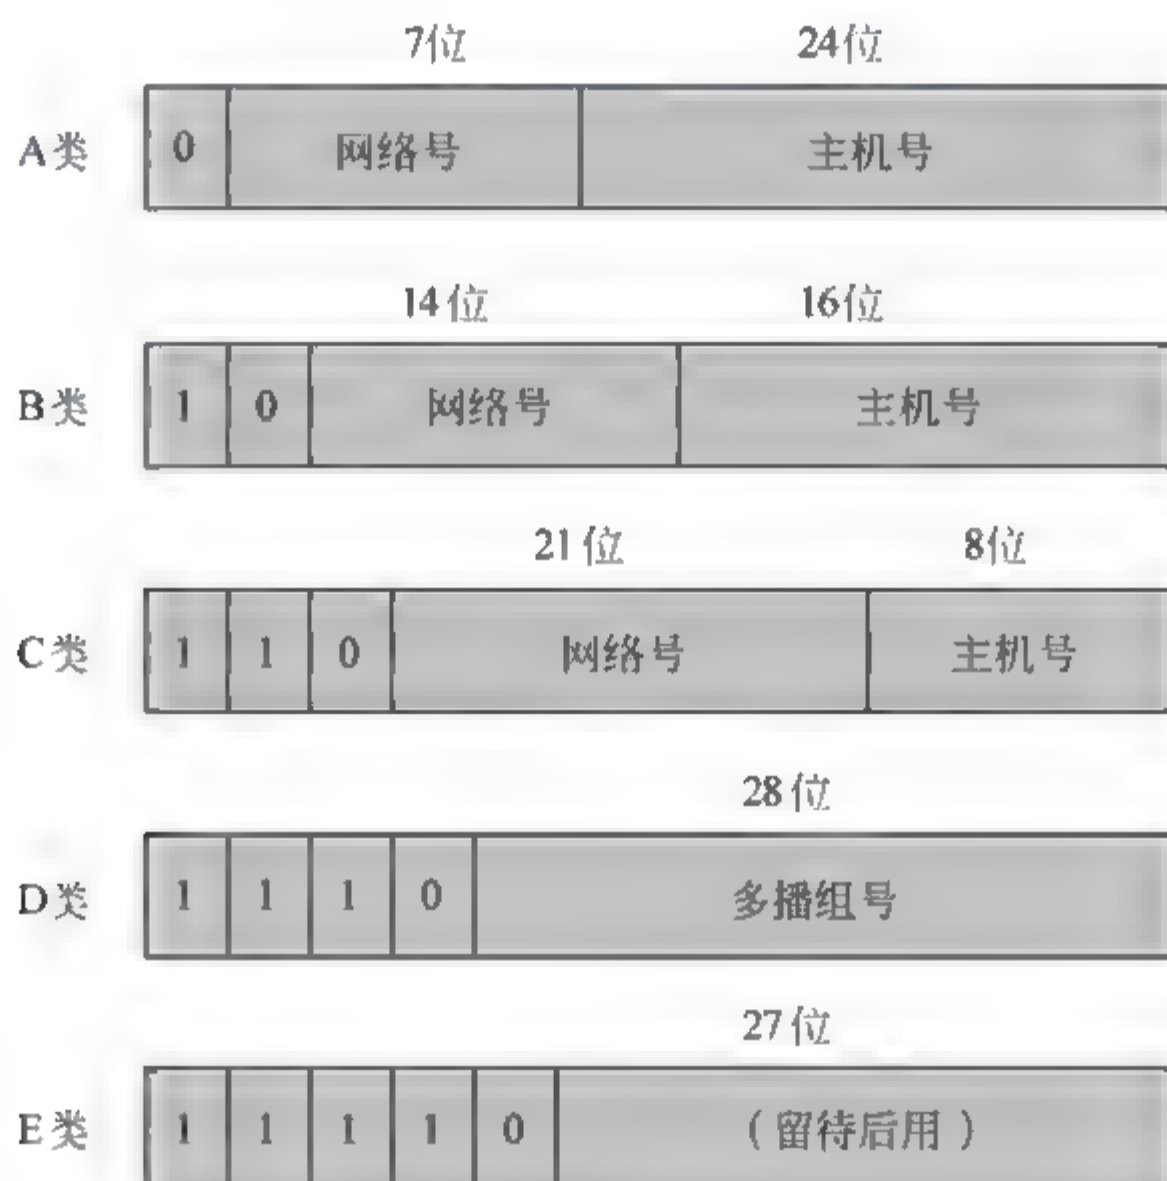 7位 24位
A类 0 网络号 主机号
14位 16位
B类 1 0 网络号 主机号
21位 8位
C类 1 1 0 网络号 主机号
28位
D类 1 1 1 0 多播组号
27位
E类 1 1 1 1 0 (留待后用)